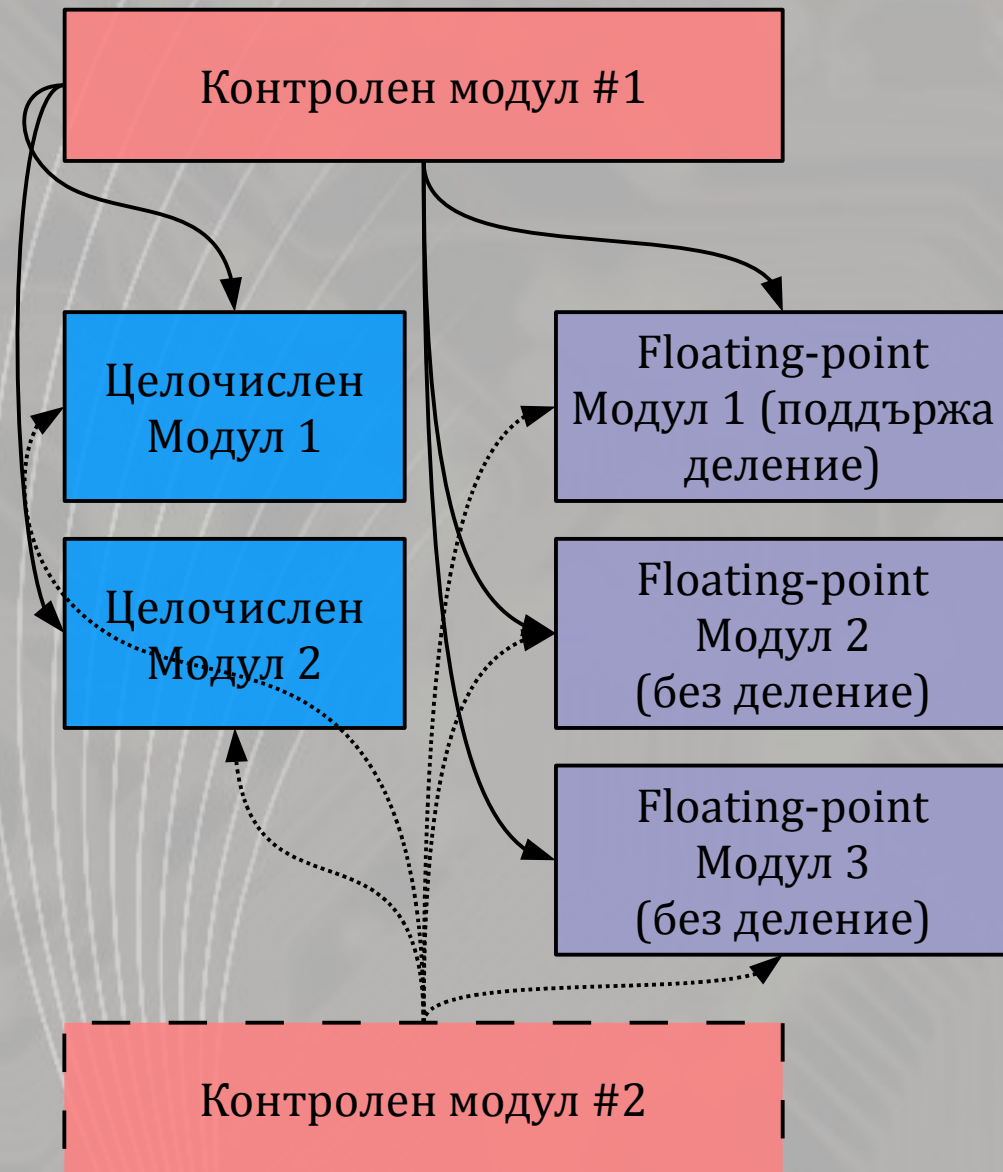 Контролен модул #1
Целочислен
Модул 1
Floating-point
Модул 1 (поддържа
деление)
Целочислен
Модул 2
Floating-point
Модул 2
(без деление)
Floating-point
Модул 3
(без деление)
Контролен модул #2